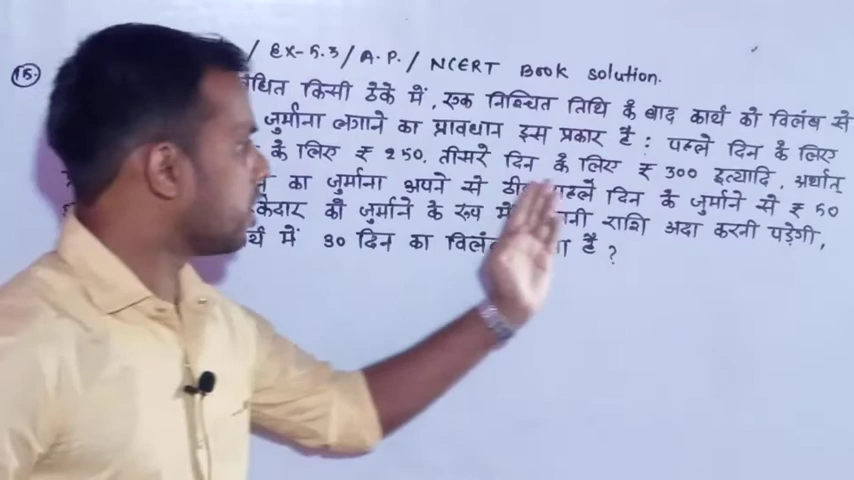 15. / Ex-5.3 / A.P. / NCERT Book solution.
किसी ठेके में, एक निश्चित तिथि के बाद कार्य को विलंब से
जुर्माना लगाने का प्रावधान इस प्रकार है : पहले दिन के लिए
के लिए ₹ 250, तीसरे दिन के लिए ₹ 300 इत्यादि, अर्थात्
का जुर्माना अपने से पहले दिन के जुर्माने से ₹ 50
को जुर्माने के रूप में राशि अदा करनी पड़ेगी,
में 30 दिन का है ?